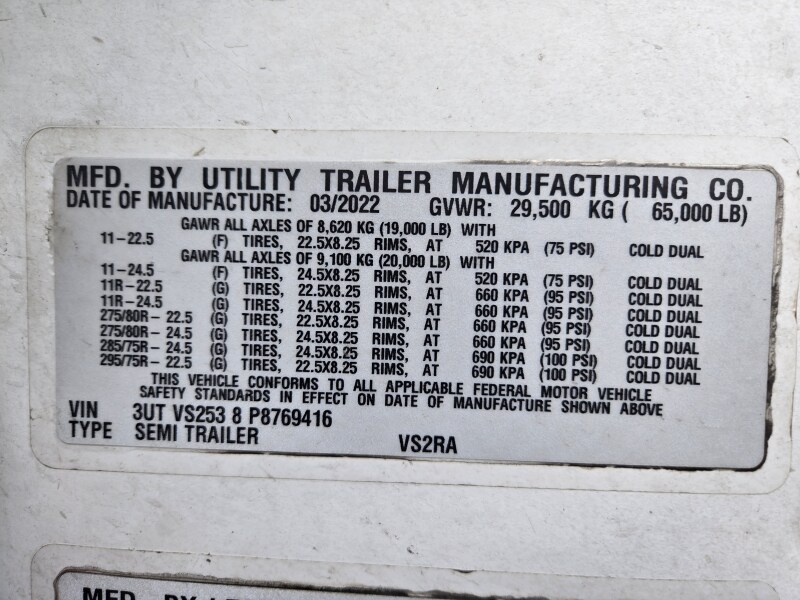 MFD. BY UTILITY TRAILER MANUFACTURING CO.
DATE OF MANUFACTURE: 03/2022 GVWR: 29,500 KG ( 65,000 LB)
GAWR ALL AXLES OF 8,620 KG (19,000 LB) WITH
11-22.5 (F) TIRES, 22.5X8.25 RIMS, AT 520 KPA (75 PSI) COLD DUAL
GAWR ALL AXLES OF 9,100 KG (20,000 LB) WITH
11-24.5 (F) TIRES, 24.5X8.25 RIMS, AT 520 KPA (75 PSI) COLD DUAL
11R-22.5 (G) TIRES, 22.5X8.25 RIMS, AT 660 KPA (95 PSI) COLD DUAL
11R-24.5 (G) TIRES, 24.5X8.25 RIMS, AT 660 KPA (95 PSI) COLD DUAL
275/80R- 22.5 (G) TIRES, 22.5X8.25 RIMS, AT 660 KPA (95 PSI) COLD DUAL
275/80R- 24.5 (G) TIRES, 24.5X8.25 RIMS, AT 660 KPA (95 PSI) COLD DUAL
285/75R- 24.5 (G) TIRES, 24.5X8.25 RIMS, AT 690 KPA (100 PSI) COLD DUAL
295/75R- 22.5 (G) TIRES, 22.5X8.25 RIMS, AT 690 KPA (100 PSI) COLD DUAL
THIS VEHICLE CONFORMS TO ALL APPLICABLE FEDERAL MOTOR VEHICLE
SAFETY STANDARDS IN EFFECT ON DATE OF MANUFACTURE SHOWN ABOVE
VIN 3UT VS253 8 P8769416
TYPE SEMI TRAILER VS2RA
MFD. BY